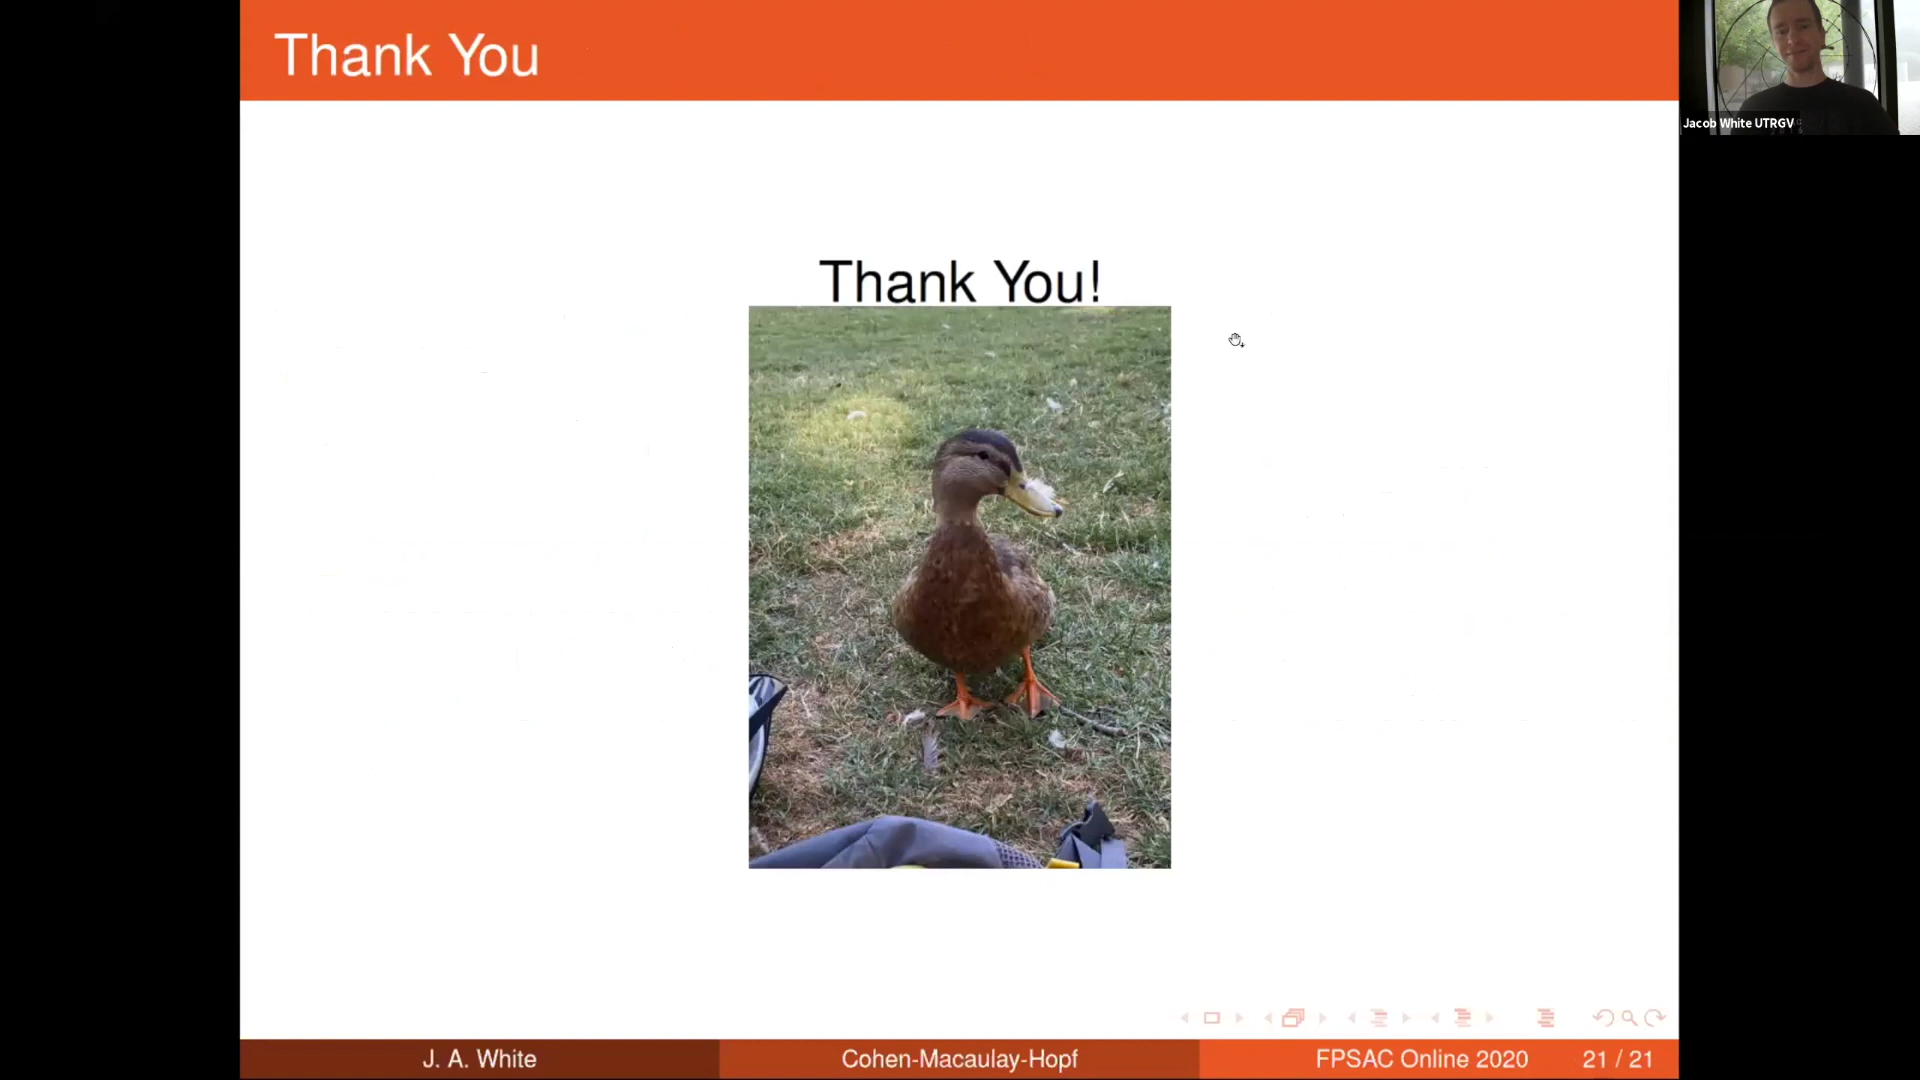 Thank You
Jacob White UTRGV
Thank You!
J. A. White
Cohen-Macaulay-Hopf
FPSAC Online 2020
21 / 21